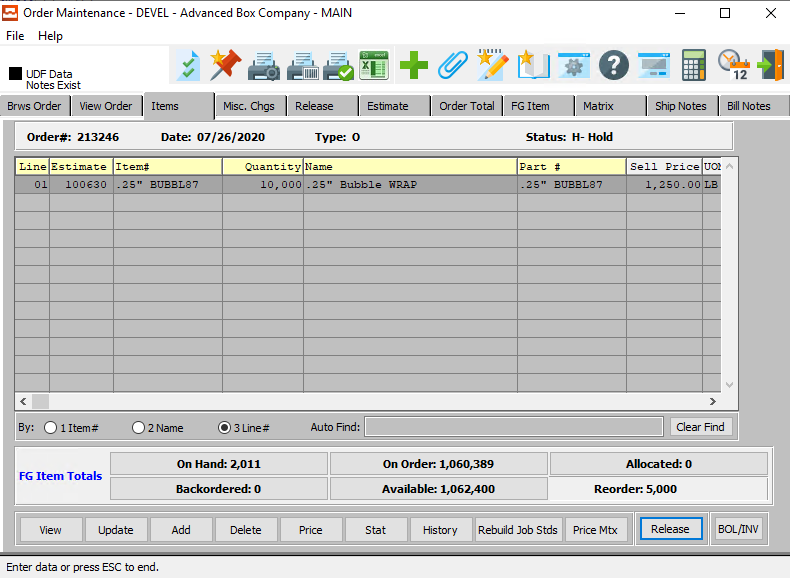 Order Maintenance - DEVEL - Advanced Box Company - MAIN
File Help
UDF Data
Notes Exist
excel
X
12
Brws Order View Order Items Misc. Chgs Release Estimate Order Total FG Item Matrix Ship Notes Bill Notes
Order#: 213246 Date: 07/26/2020 Type: O Status: H- Hold
Line Estimate Item# Quantity Name Part # Sell Price UOM
01 100630 .25" BUBBL87 10,000 .25" Bubble WRAP .25" BUBBL87 1,250.00 LB
By: 1 Item# 2 Name 3 Line# Auto Find: Clear Find
FG Item Totals
On Hand: 2,011 On Order: 1,060,389 Allocated: 0
Backordered: 0 Available: 1,062,400 Reorder: 5,000
View Update Add Delete Price Stat History Rebuild Job Stds Price Mtx Release BOL/INV
Enter data or press ESC to end.